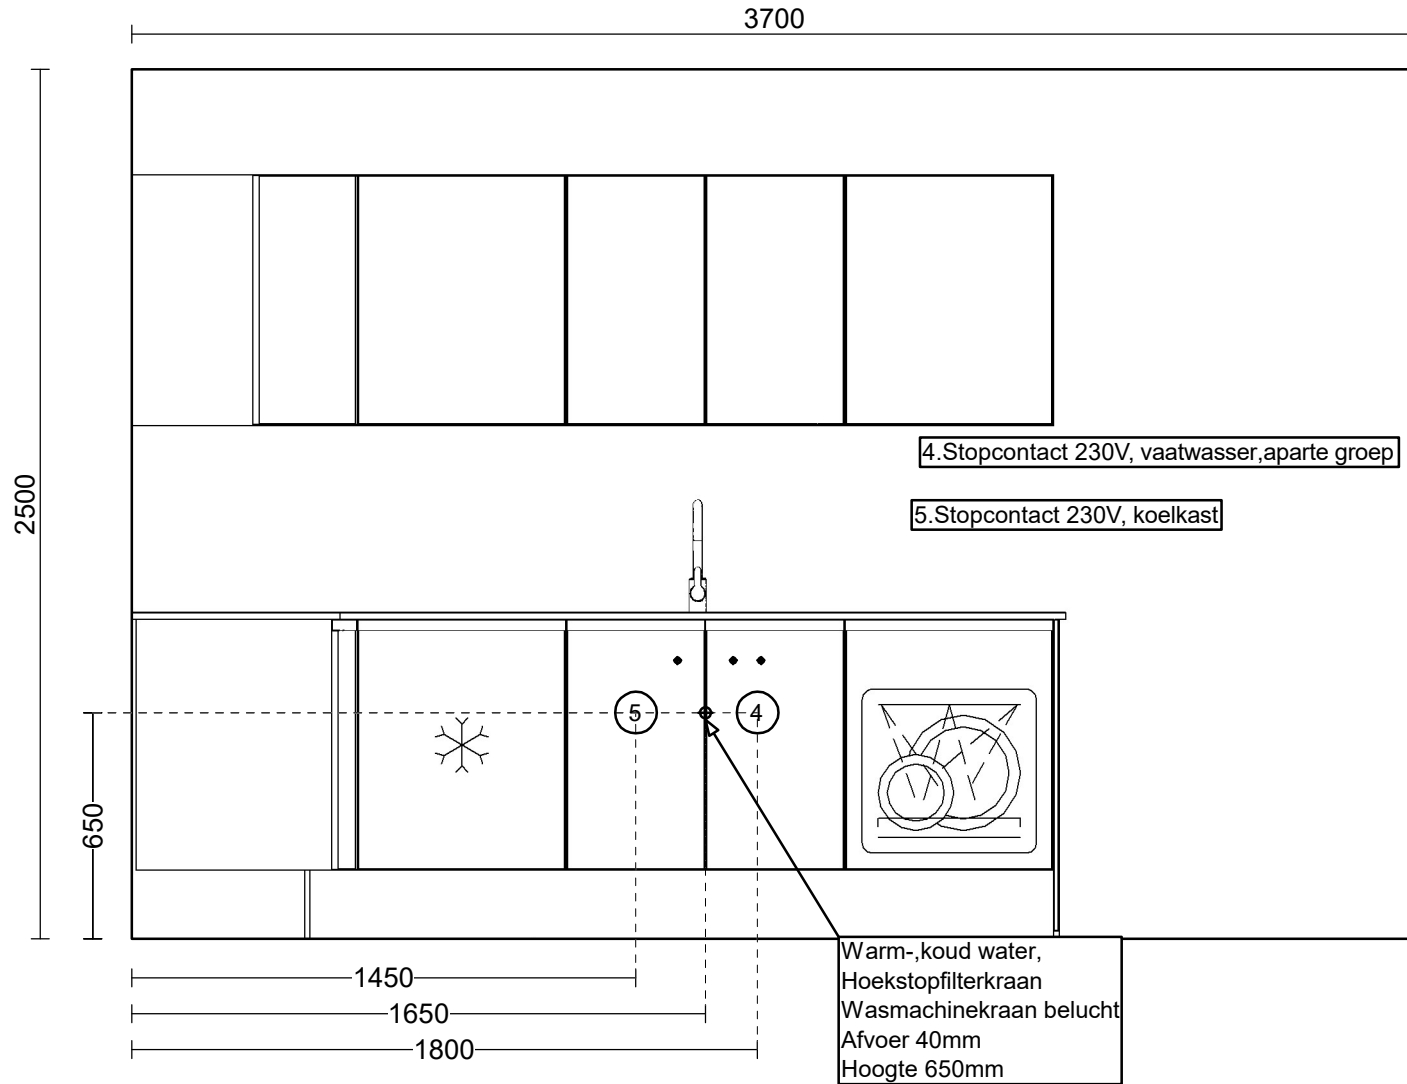 3700
2500
4.Stopcontact 230V, vaatwasser,aparte groep
5.Stopcontact 230V, koelkast
5
4
650
1450
1650
1800
Warm-,koud water,
Hoekstopfilterkraan
Wasmachinekraan belucht
Afvoer 40mm
Hoogte 650mm